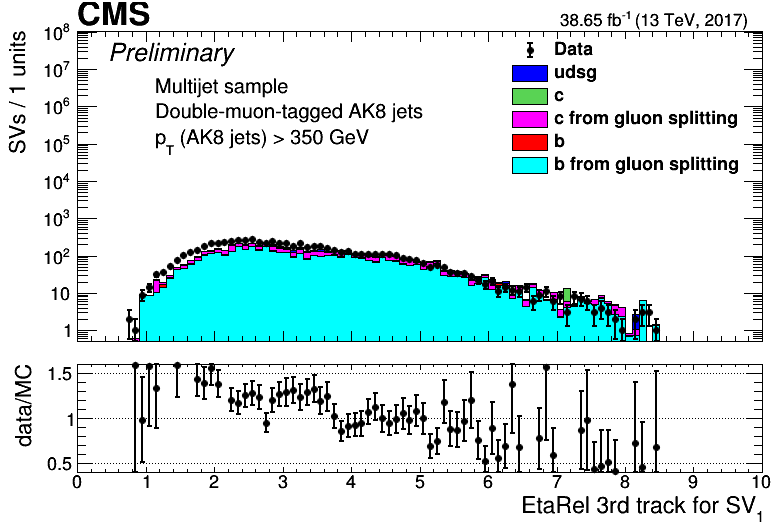 CMS
38.65 fb⁻¹ (13 TeV, 2017)
SVs / 1 units
10⁸
10⁷
10⁶
10⁵
10⁴
10³
10²
10
1
Preliminary
Multijet sample
Double-muon-tagged AK8 jets
p_T (AK8 jets) > 350 GeV
Data
udsg
c
c from gluon splitting
b
b from gluon splitting
data/MC
1.5
1
0.5
0 1 2 3 4 5 6 7 8 9 10
EtaRel 3rd track for SV₁